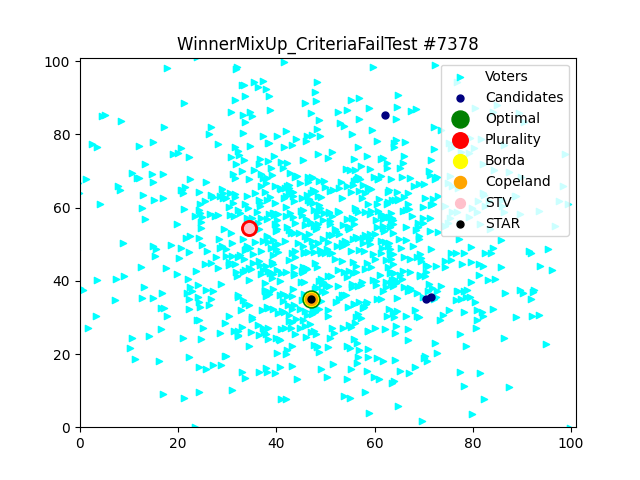 WinnerMixUp_CriteriaFailTest #7378
100
80
60
40
20
0
0
20
40
60
80
100
Voters
Candidates
Optimal
Plurality
Borda
Copeland
STV
STAR